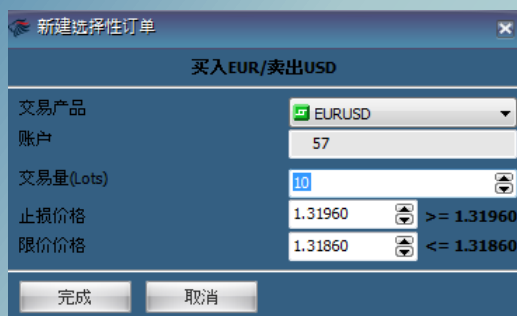 新建选择性订单
买入EUR/卖出USD
交易产品 EURUSD
账户 57
交易量(Lots) 10
止损价格 1.31960 >= 1.31960
限价价格 1.31860 <= 1.31860
完成 取消